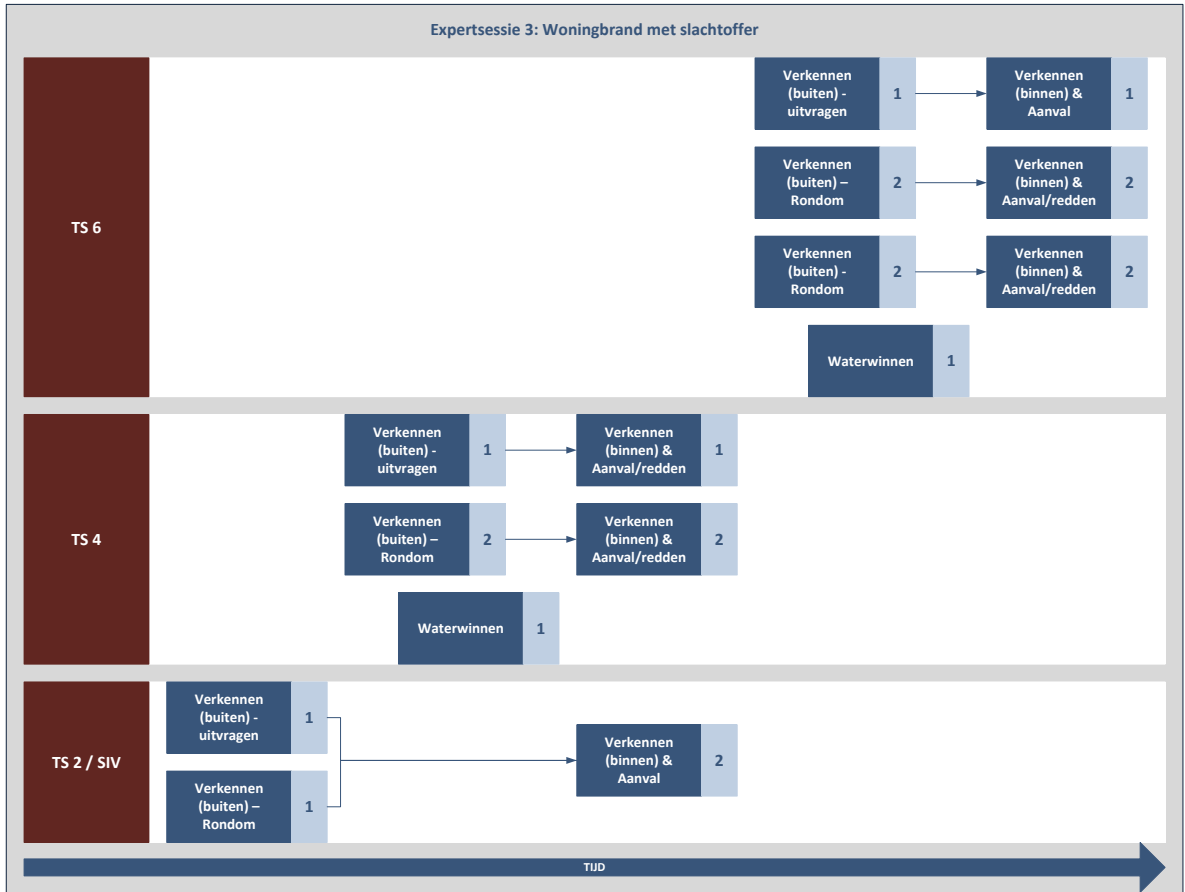 Expertsessie 3: Woningbrand met slachtoffer
TS 6
Verkennen
(buiten) -
uitvragen
1
Verkennen
(binnen) &
Aanval
1
Verkennen
(buiten) –
Rondom
2
Verkennen
(binnen) &
Aanval/redden
2
Verkennen
(buiten) -
Rondom
2
Verkennen
(binnen) &
Aanval/redden
2
Waterwinnen
1
TS 4
Verkennen
(buiten) -
uitvragen
1
Verkennen
(binnen) &
Aanval/redden
1
Verkennen
(buiten) –
Rondom
2
Verkennen
(binnen) &
Aanval/redden
2
Waterwinnen
1
TS 2 / SIV
Verkennen
(buiten) -
uitvragen
1
Verkennen
(buiten) –
Rondom
1
Verkennen
(binnen) &
Aanval
2
TIJD